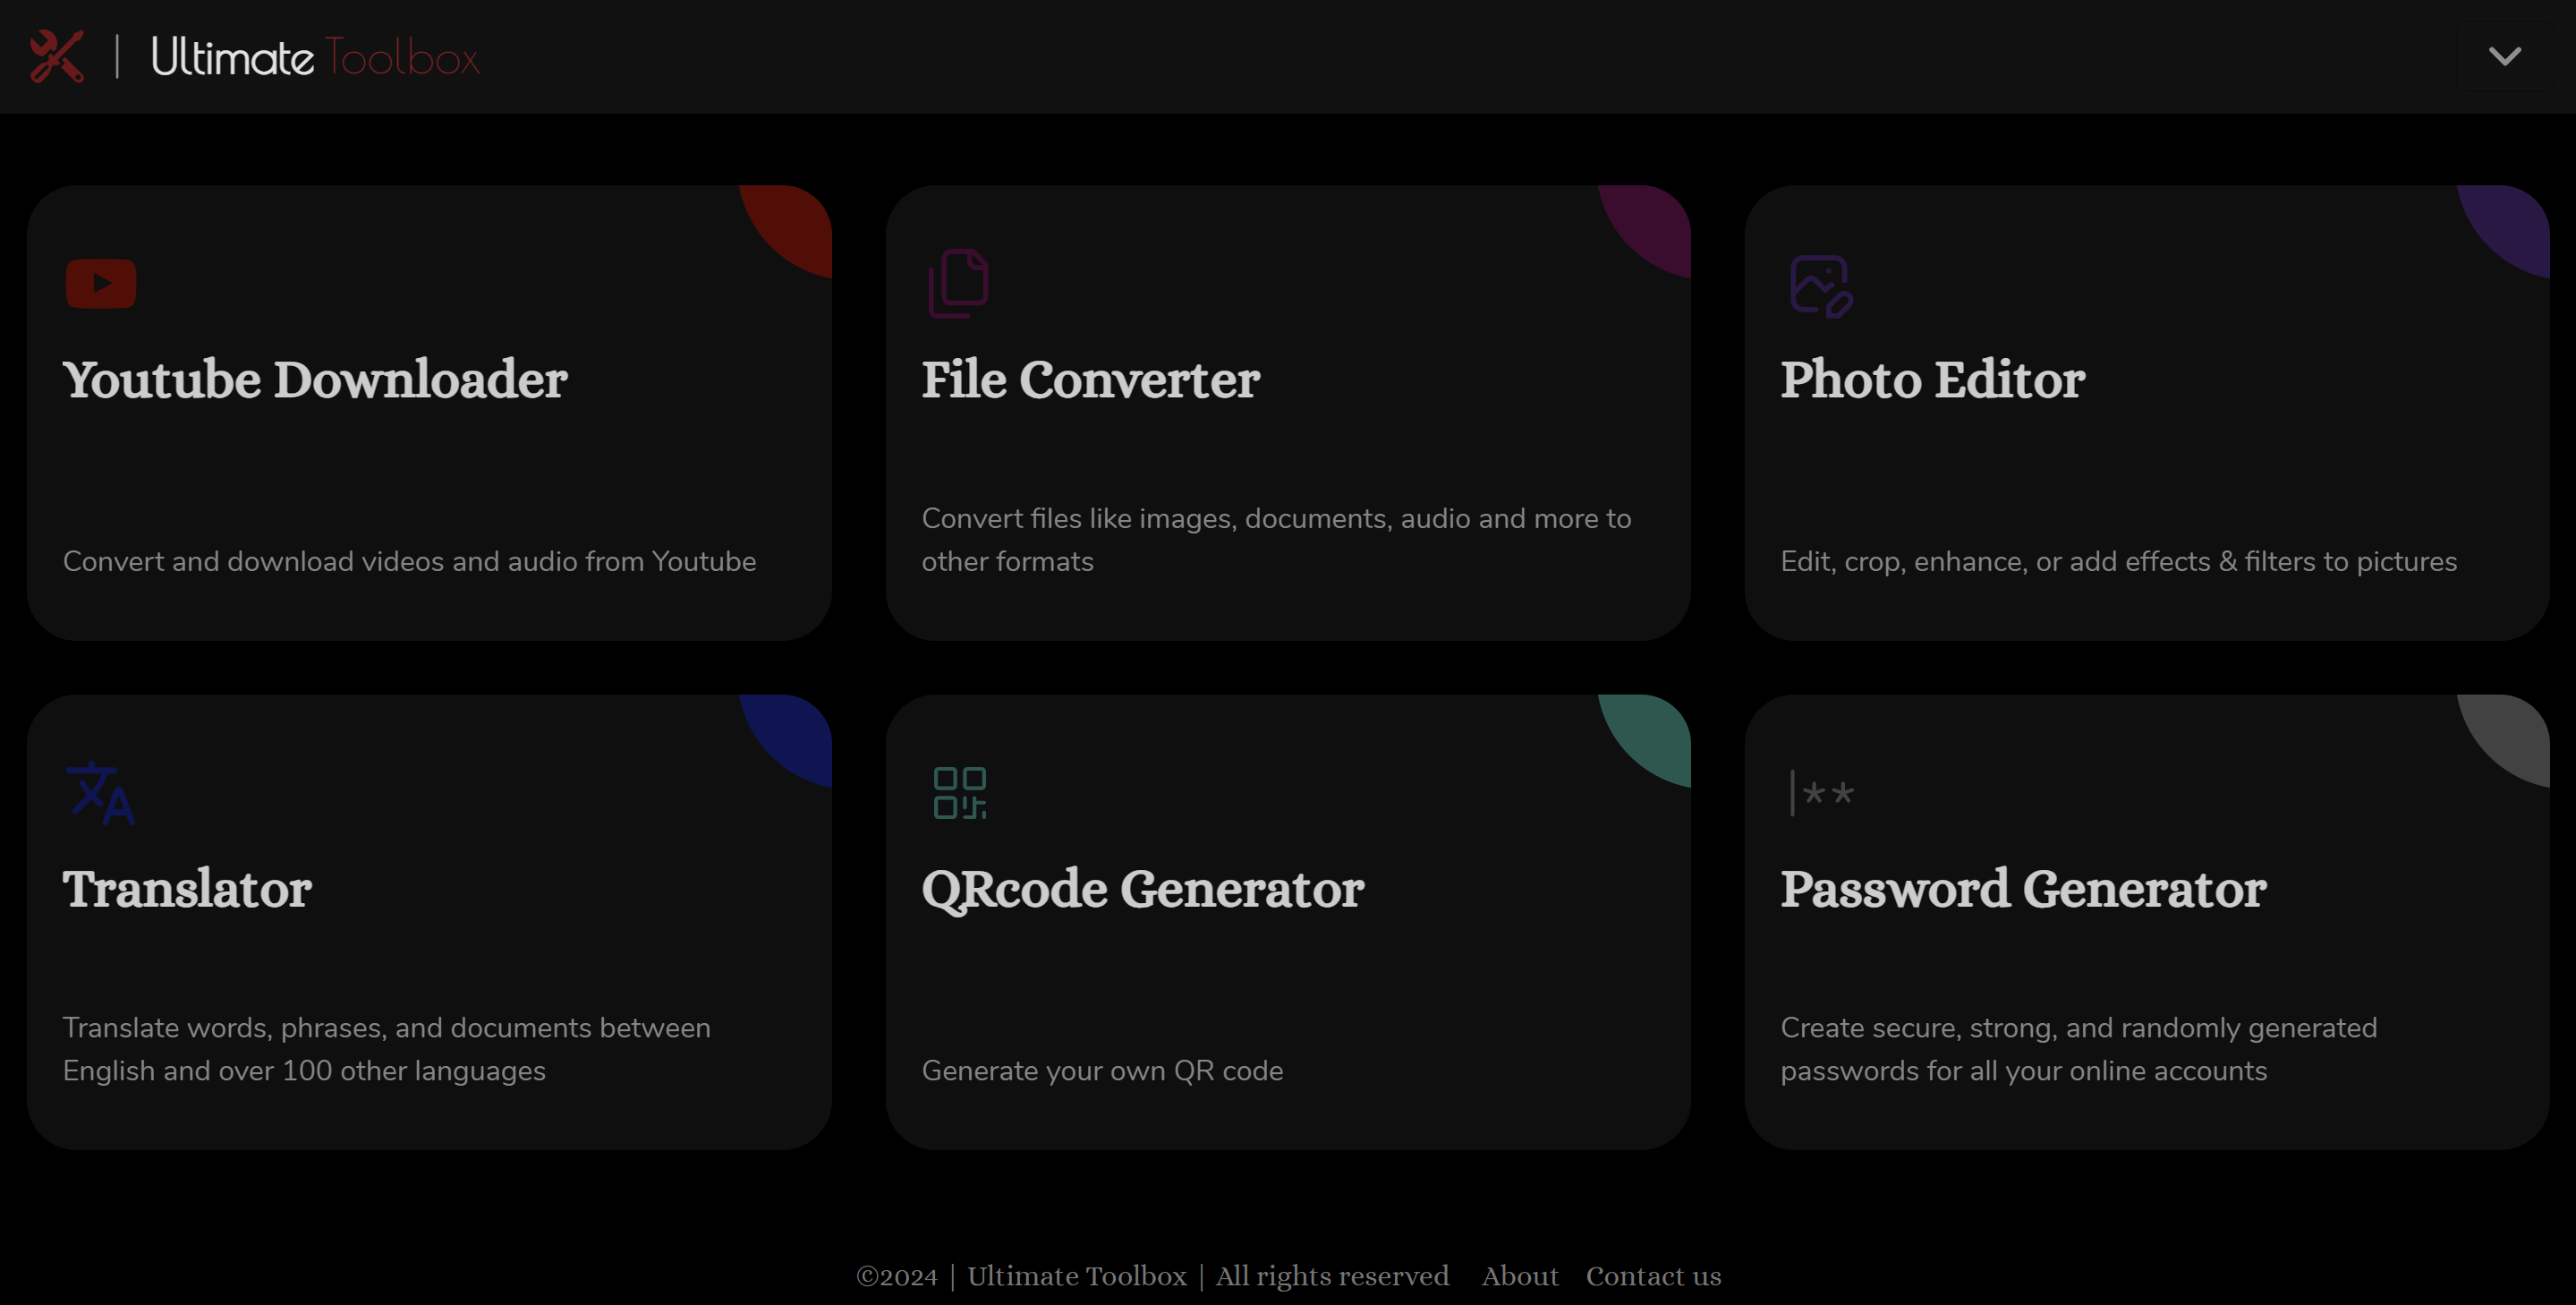 Ultimate Toolbox
Youtube Downloader
Convert and download videos and audio from Youtube
File Converter
Convert files like images, documents, audio and more to
other formats
Photo Editor
Edit, crop, enhance, or add effects & filters to pictures
Translator
Translate words, phrases, and documents between
English and over 100 other languages
QRcode Generator
Generate your own QR code
|**
Password Generator
Create secure, strong, and randomly generated
passwords for all your online accounts
©2024 | Ultimate Toolbox | All rights reserved About Contact us